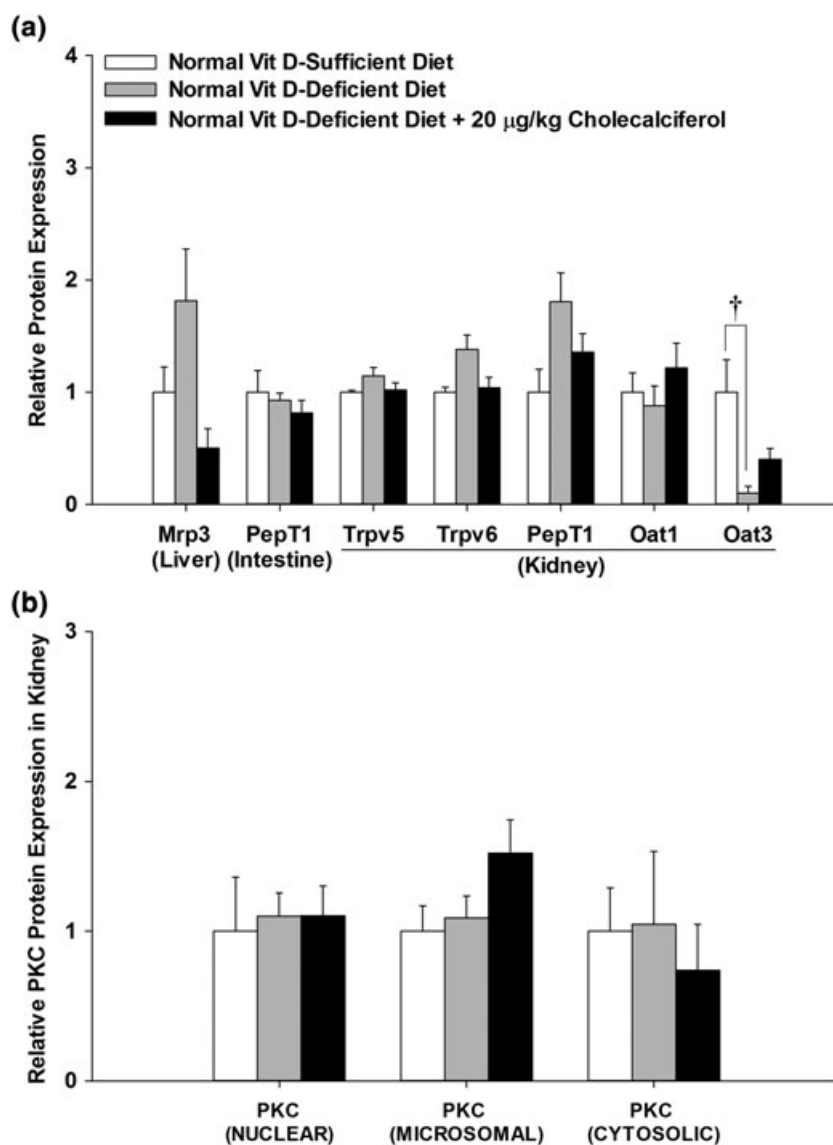 (a)
4
Normal Vit D-Sufficient Diet
Normal Vit D-Deficient Diet
Normal Vit D-Deficient Diet + 20 μg/kg Cholecalciferol
3
2
1
0
Relative Protein Expression
†
Mrp3 PepT1 Trpv5 Trpv6 PepT1 Oat1 Oat3
(Liver) (Intestine) (Kidney)
(b)
3
2
1
0
Relative PKC Protein Expression in Kidney
PKC PKC PKC
(NUCLEAR) (MICROSOMAL) (CYTOSOLIC)